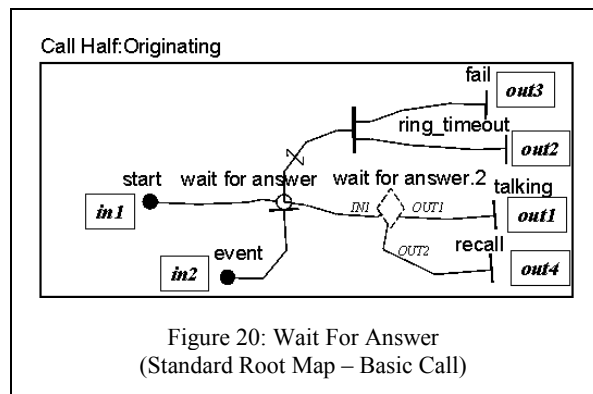 Call Half:Originating
fail
out3
ring_timeout
out2
start wait for answer wait for answer.2 talking
in1
IN1 OUT1
out1
event
OUT2
recall
in2
out4
Figure 20: Wait For Answer
(Standard Root Map – Basic Call)